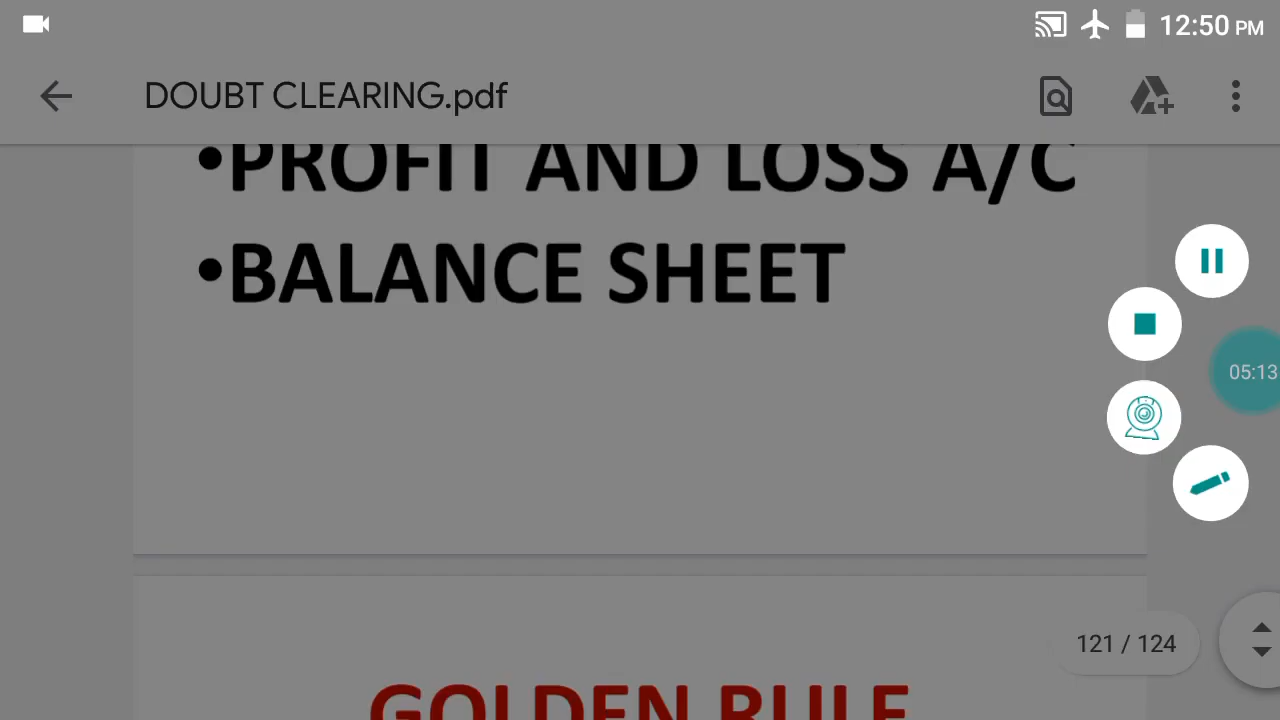 12:50 PM
DOUBT CLEARING.pdf
•PROFIT AND LOSS A/C
•BALANCE SHEET
05:13
121 / 124
GOLDEN RULE